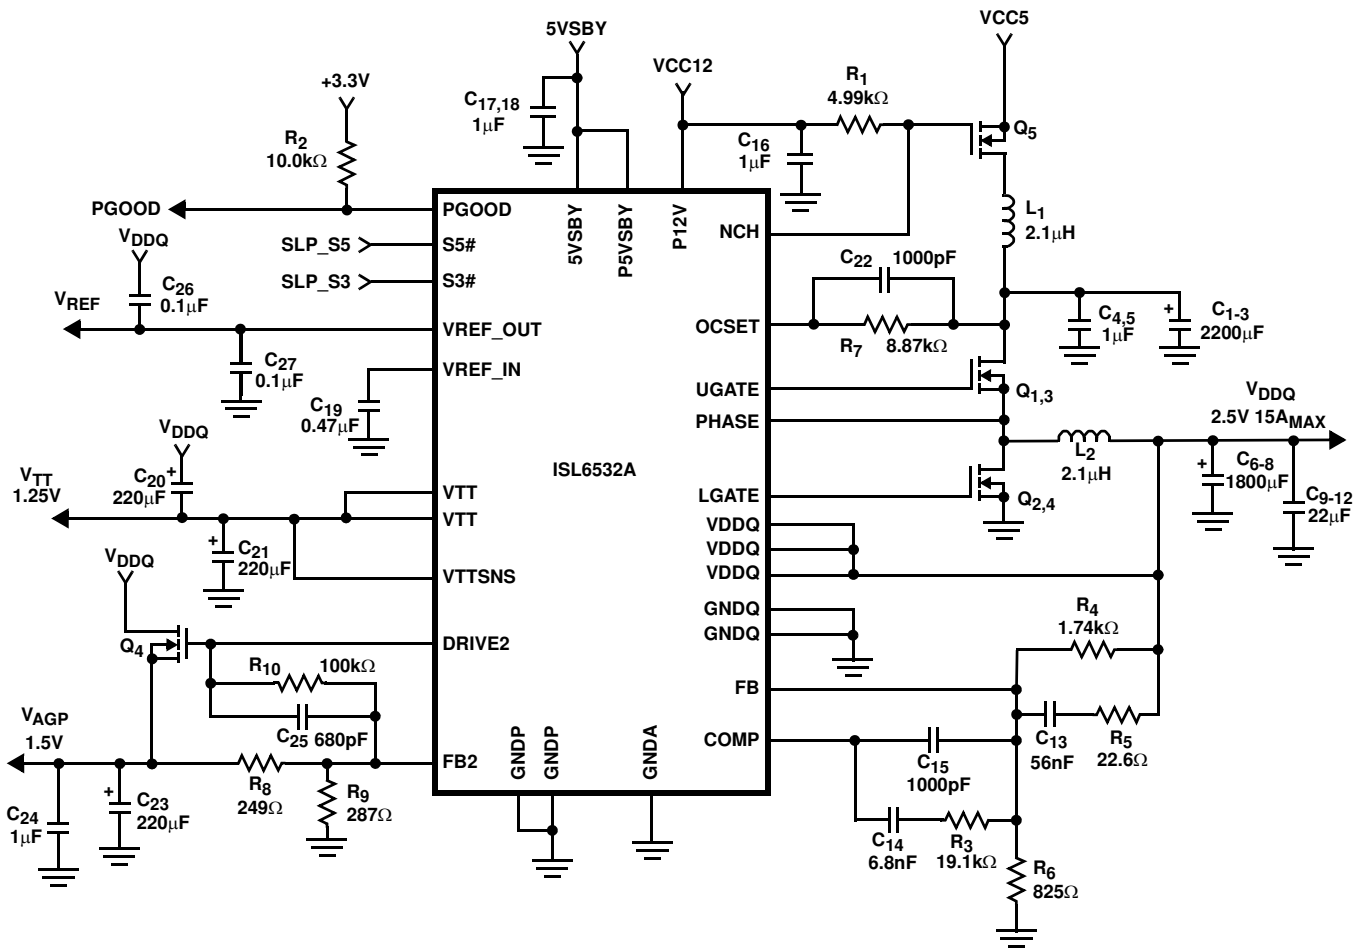 5VSBY
VCC5
VCC12
+3.3V
C17,18
1µF
R1
4.99kΩ
Q5
R2
10.0kΩ
C16
1µF
PGOOD
PGOOD
5VSBY
P5VSBY
P12V
NCH
L1
2.1µH
VDDQ
SLP_S5
S5#
SLP_S3
S3#
C22
1000pF
C26
0.1µF
VREF
VREF_OUT
OCSET
R7
8.87kΩ
C4,5
1µF
+
C1-3
2200µF
C27
0.1µF
VREF_IN
UGATE
Q1,3
C19
0.47µF
PHASE
VDDQ
2.5V 15AMAX
VDDQ
ISL6532A
L2
2.1µH
+
C6-8
1800µF
C9-12
22µF
VTT
1.25V
C20
+
220µF
VTT
VTT
LGATE
Q2,4
VDDQ
VDDQ
VDDQ
+
C21
220µF
VTTSNS
VDDQ
GNDQ
GNDQ
R4
1.74kΩ
Q4
DRIVE2
R10
100kΩ
FB
C25
680pF
C13
56nF
R5
22.6Ω
VAGP
1.5V
COMP
C15
1000pF
FB2
GNDP
GNDP
GNDA
R8
249Ω
R9
287Ω
C24
1µF
+
C23
220µF
C14
6.8nF
R3
19.1kΩ
R6
825Ω